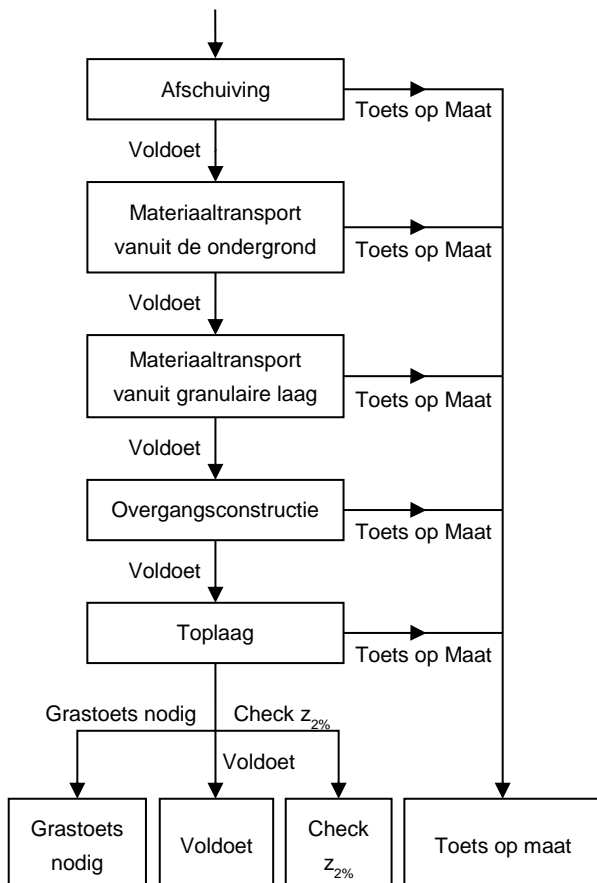 Afschuiving
Toets op Maat
Voldoet
Materiaaltransport
vanuit de ondergrond
Toets op Maat
Voldoet
Materiaaltransport
vanuit granulaire laag
Toets op Maat
Voldoet
Overgangsconstructie
Toets op Maat
Voldoet
Toplaag
Toets op Maat
Grastoets nodig
Check z2%
Voldoet
Grastoets
nodig
Voldoet
Check
z2%
Toets op maat